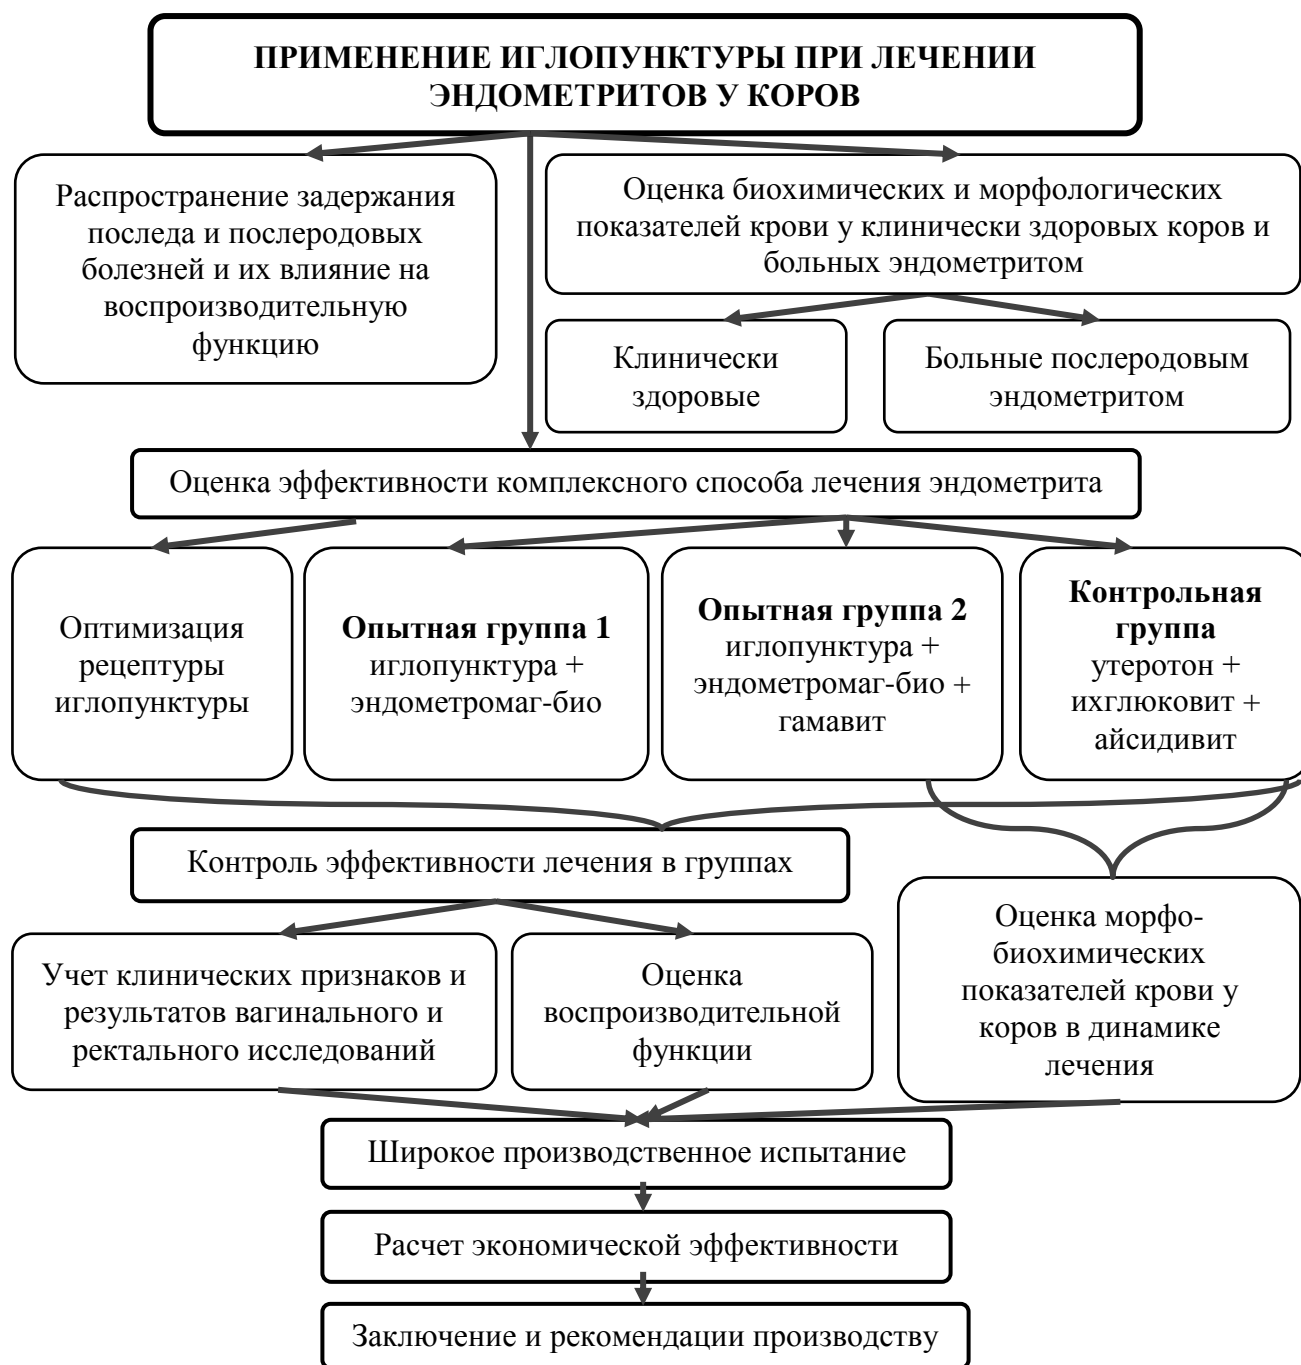 ПРИМЕНЕНИЕ ИГЛОПУНКТУРЫ ПРИ ЛЕЧЕНИИ
ЭНДОМЕТРИТОВ У КОРОВ
Распространение задержания
последа и послеродовых
болезней и их влияние на
воспроизводительную
функцию
Оценка биохимических и морфологических
показателей крови у клинически здоровых коров и
больных эндометритом
Клинически
здоровые
Больные послеродовым
эндометритом
Оценка эффективности комплексного способа лечения эндометрита
Оптимизация
рецептуры
иглопунктуры
Опытная группа 1
иглопунктура +
эндометромаг-био
Опытная группа 2
иглопунктура +
эндометромаг-био +
гамавит
Контрольная
группа
утеротон +
ихглюковит +
айсидивит
Контроль эффективности лечения в группах
Учет клинических признаков и
результатов вагинального и
ректального исследований
Оценка
воспроизводительной
функции
Оценка морфо-
биохимических
показателей крови у
коров в динамике
лечения
Широкое производственное испытание
Расчет экономической эффективности
Заключение и рекомендации производству